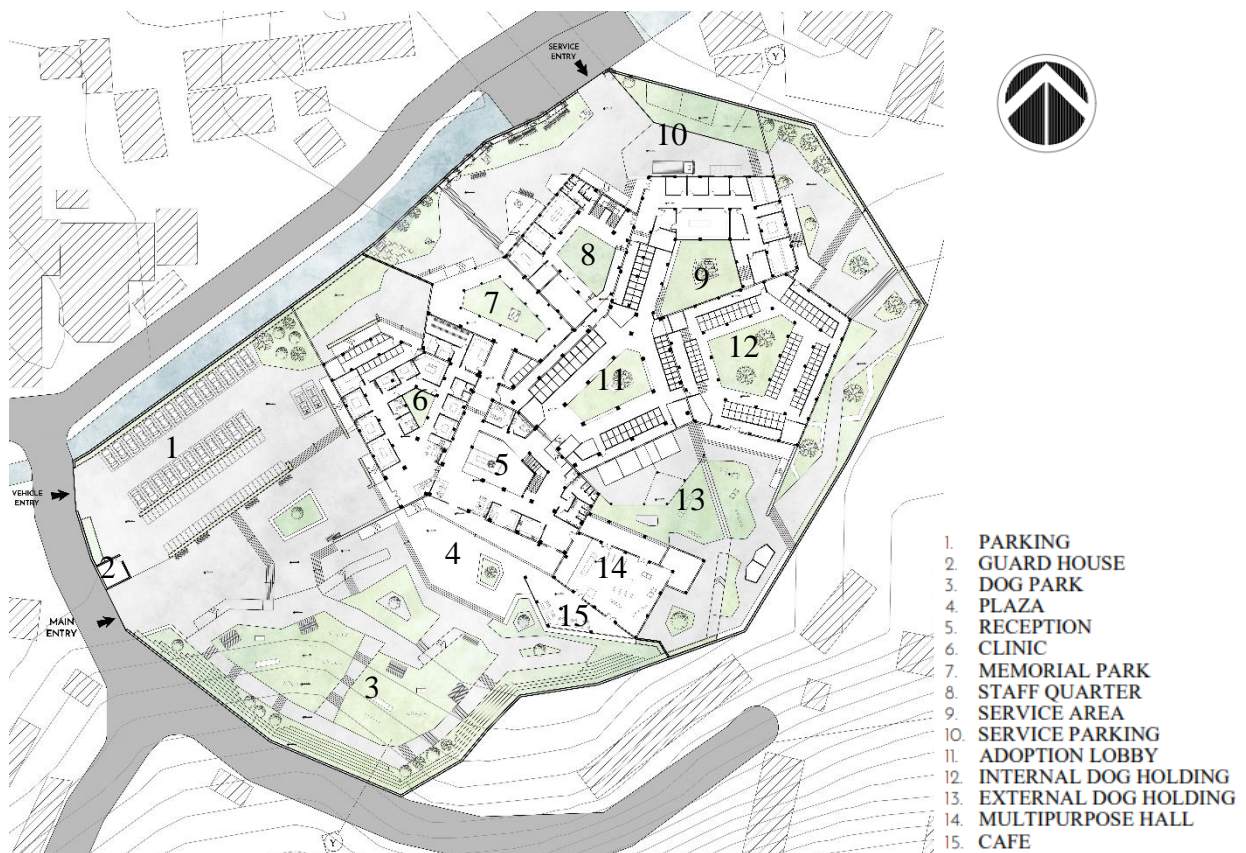 SERVICE
ENTRY
Y
10
8
9
7
12
11
6
1
5
VEHICLE
ENTRY
13
4
14
2
MAIN
ENTRY
15
3
Y
1. PARKING
2. GUARD HOUSE
3. DOG PARK
4. PLAZA
5. RECEPTION
6. CLINIC
7. MEMORIAL PARK
8. STAFF QUARTER
9. SERVICE AREA
10. SERVICE PARKING
11. ADOPTION LOBBY
12. INTERNAL DOG HOLDING
13. EXTERNAL DOG HOLDING
14. MULTIPURPOSE HALL
15. CAFE